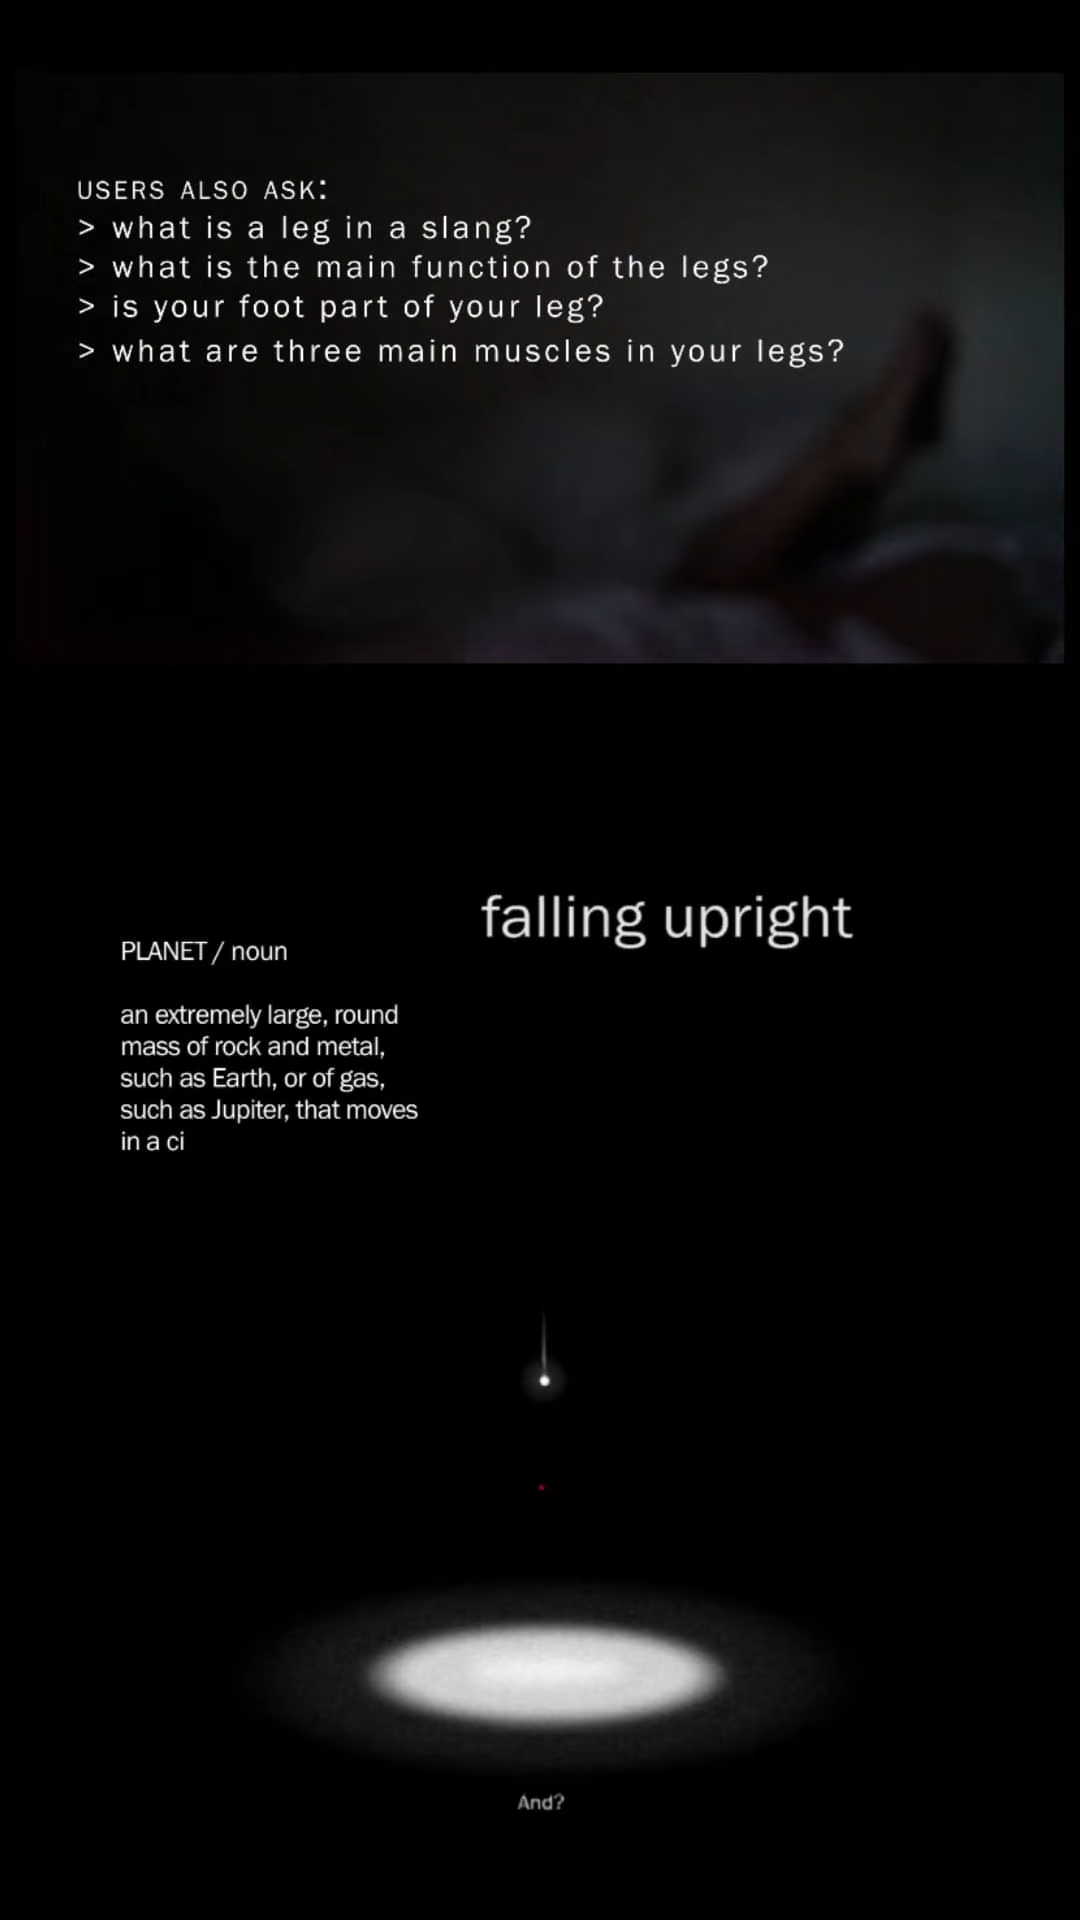 USERS ALSO ASK:
> what is a leg in a slang?
> what is the main function of the legs?
> is your foot part of your leg?
> what are three main muscles in your legs?
falling upright
PLANET / noun
an extremely large, round
mass of rock and metal,
such as Earth, or of gas,
such as Jupiter, that moves
in a ci
And?